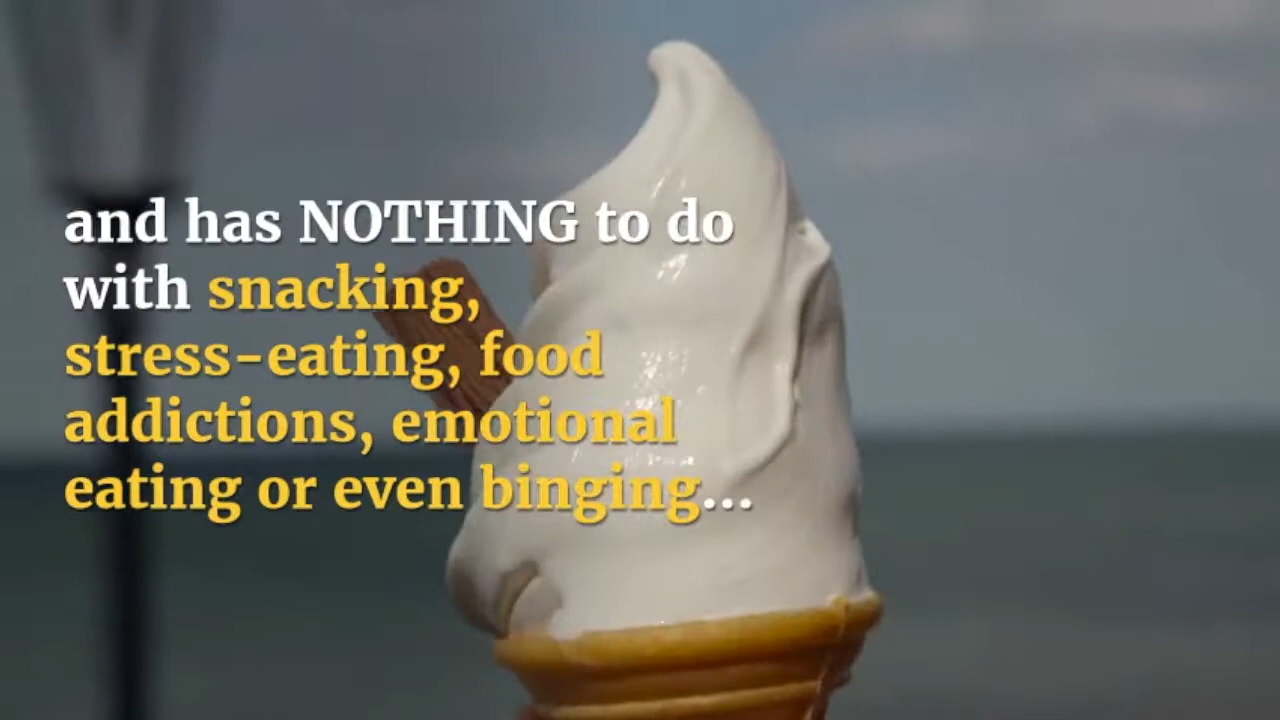 and has NOTHING to do
with snacking,
stress-eating, food
addictions, emotional
eating or even binging...